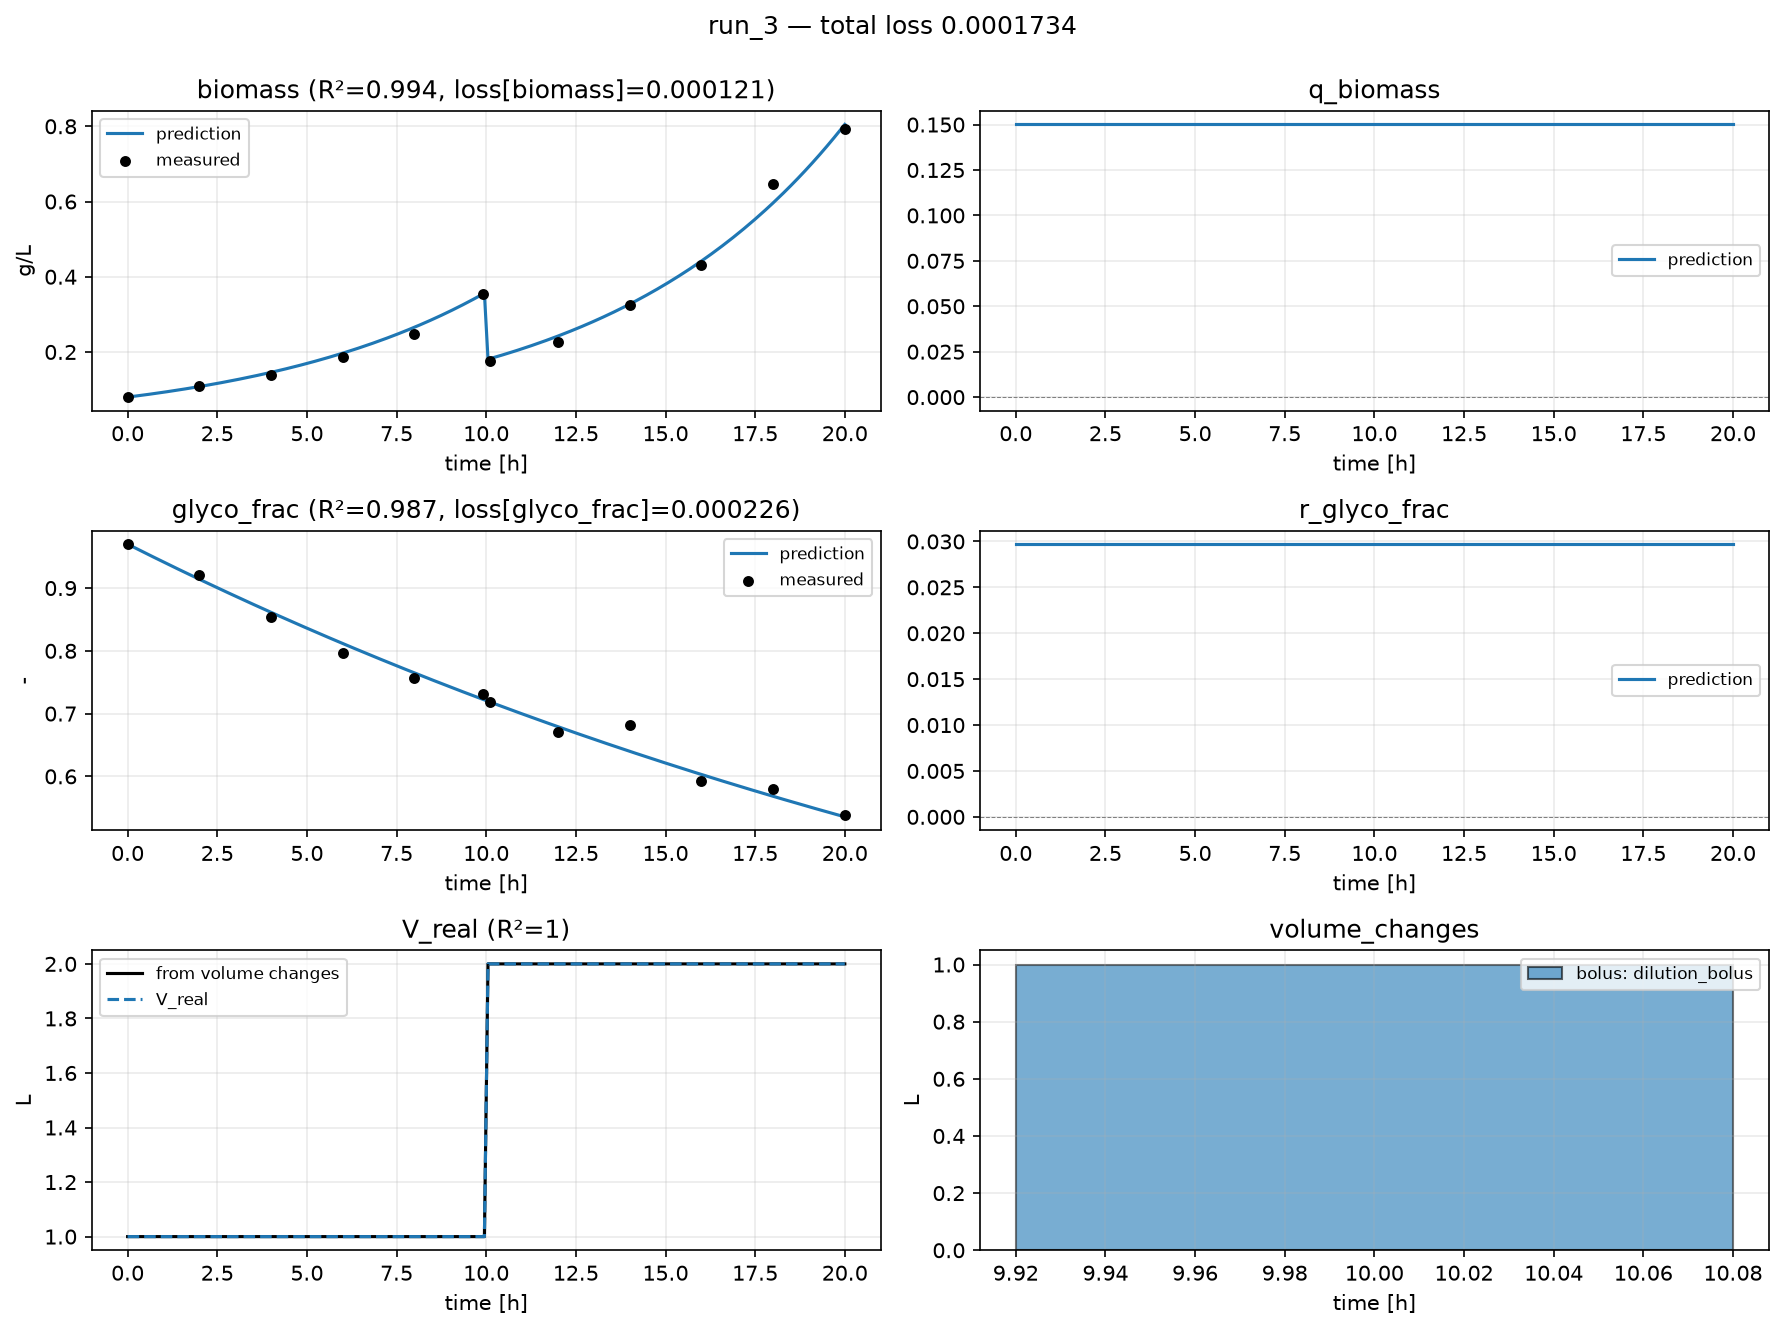 run_3 — total loss 0.0001734
biomass (R²=0.994, loss[biomass]=0.000121)
g/L
0.8
0.6
0.4
0.2
prediction
measured
0.0 2.5 5.0 7.5 10.0 12.5 15.0 17.5 20.0
time [h]
q_biomass
0.150
0.125
0.100
0.075
0.050
0.025
0.000
prediction
0.0 2.5 5.0 7.5 10.0 12.5 15.0 17.5 20.0
time [h]
glyco_frac (R²=0.987, loss[glyco_frac]=0.000226)
-
0.9
0.8
0.7
0.6
prediction
measured
0.0 2.5 5.0 7.5 10.0 12.5 15.0 17.5 20.0
time [h]
r_glyco_frac
0.030
0.025
0.020
0.015
0.010
0.005
0.000
prediction
0.0 2.5 5.0 7.5 10.0 12.5 15.0 17.5 20.0
time [h]
V_real (R²=1)
L
2.0
1.8
1.6
1.4
1.2
1.0
from volume changes
V_real
0.0 2.5 5.0 7.5 10.0 12.5 15.0 17.5 20.0
time [h]
volume_changes
L
1.0
0.8
0.6
0.4
0.2
0.0
bolus: dilution_bolus
9.92 9.94 9.96 9.98 10.00 10.02 10.04 10.06 10.08
time [h]